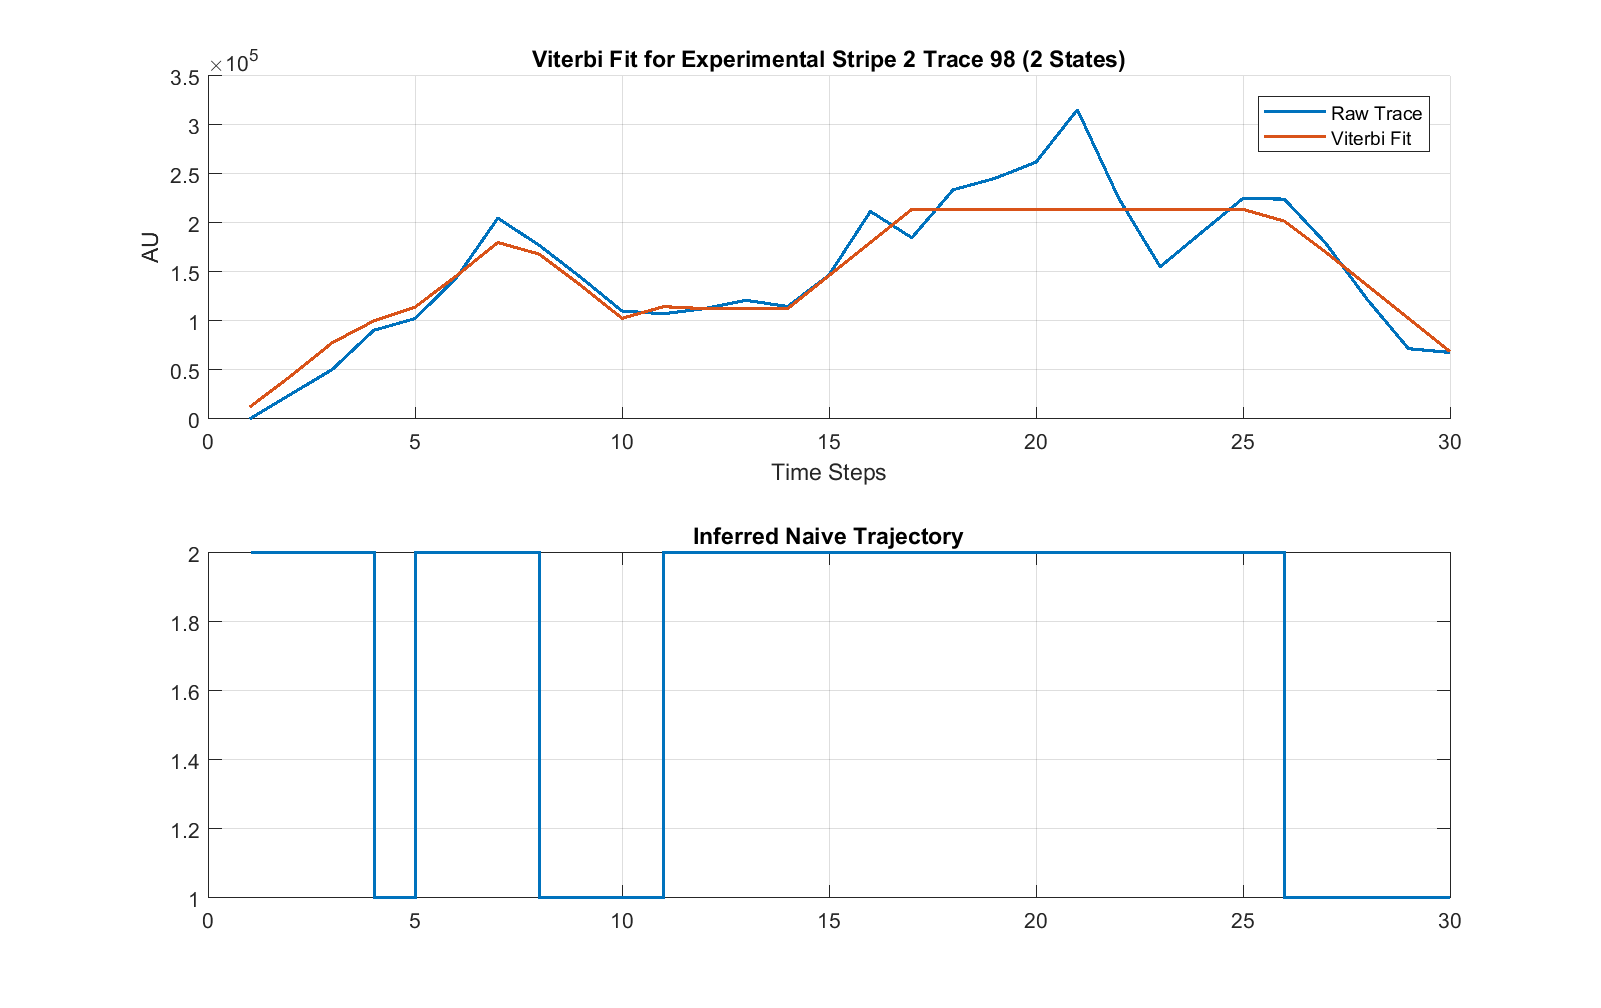 Viterbi Fit for Experimental Stripe 2 Trace 98 (2 States)
×10^5
3.5
3
2.5
2
1.5
1
0.5
0
AU
Raw Trace
Viterbi Fit
0 5 10 15 20 25 30
Time Steps
Inferred Naive Trajectory
2
1.8
1.6
1.4
1.2
1
0 5 10 15 20 25 30